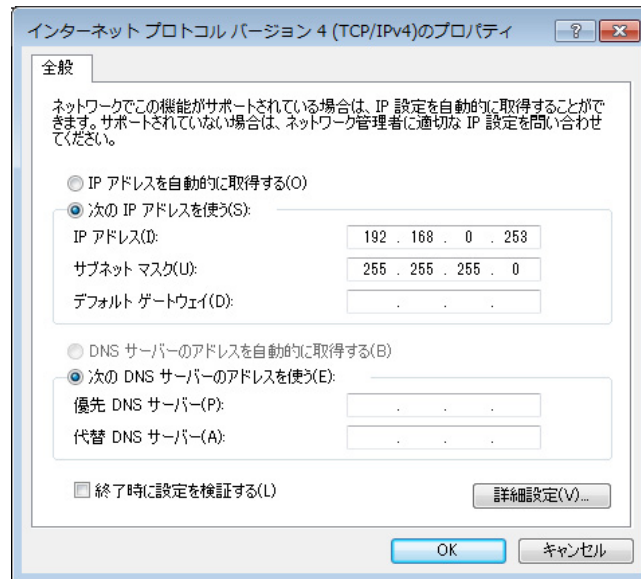 インターネット プロトコル バージョン 4 (TCP/IPv4)のプロパティ
全般
ネットワークでこの機能がサポートされている場合は、IP 設定を自動的に取得することがで
きます。サポートされていない場合は、ネットワーク管理者に適切な IP 設定を問い合わせ
てください。
IP アドレスを自動的に取得する(O)
次の IP アドレスを使う(S):
IP アドレス(I): 192 . 168 . 0 . 253
サブネット マスク(U): 255 . 255 . 255 . 0
デフォルト ゲートウェイ(D): . . .
DNS サーバーのアドレスを自動的に取得する(B)
次の DNS サーバーのアドレスを使う(E):
優先 DNS サーバー(P): . . .
代替 DNS サーバー(A): . . .
終了時に設定を検証する(L)
詳細設定(V)...
OK キャンセル